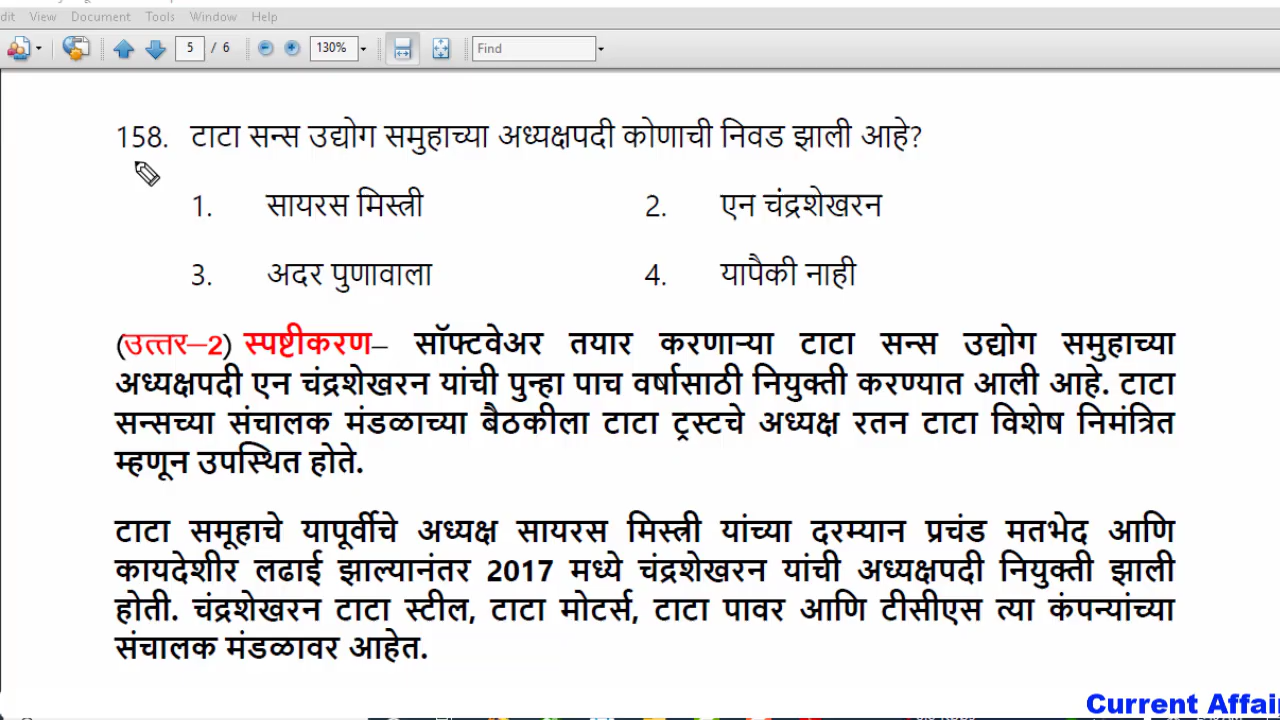 dit View Document Tools Window Help
5 / 6 130% Find
158. टाटा सन्स उद्योग समुहाच्या अध्यक्षपदी कोणाची निवड झाली आहे?
1. सायरस मिस्त्री 2. एन चंद्रशेखरन
3. अदर पुणावाला 4. यापैकी नाही
(उत्तर–2) स्पष्टीकरण– सॉफ्टवेअर तयार करणाऱ्या टाटा सन्स उद्योग समुहाच्या
अध्यक्षपदी एन चंद्रशेखरन यांची पुन्हा पाच वर्षासाठी नियुक्ती करण्यात आली आहे. टाटा
सन्सच्या संचालक मंडळाच्या बैठकीला टाटा ट्रस्टचे अध्यक्ष रतन टाटा विशेष निमंत्रित
म्हणून उपस्थित होते.
टाटा समूहाचे यापूर्वीचे अध्यक्ष सायरस मिस्त्री यांच्या दरम्यान प्रचंड मतभेद आणि
कायदेशीर लढाई झाल्यानंतर 2017 मध्ये चंद्रशेखरन यांची अध्यक्षपदी नियुक्ती झाली
होती. चंद्रशेखरन टाटा स्टील, टाटा मोटर्स, टाटा पावर आणि टीसीएस त्या कंपन्यांच्या
संचालक मंडळावर आहेत.
Current Affai